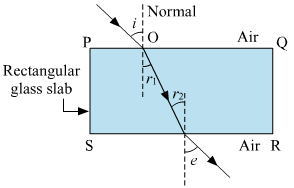 Normal
i
P
O
Air
Q
r1
Rectangular
glass slab
r2
S
Air
R
e